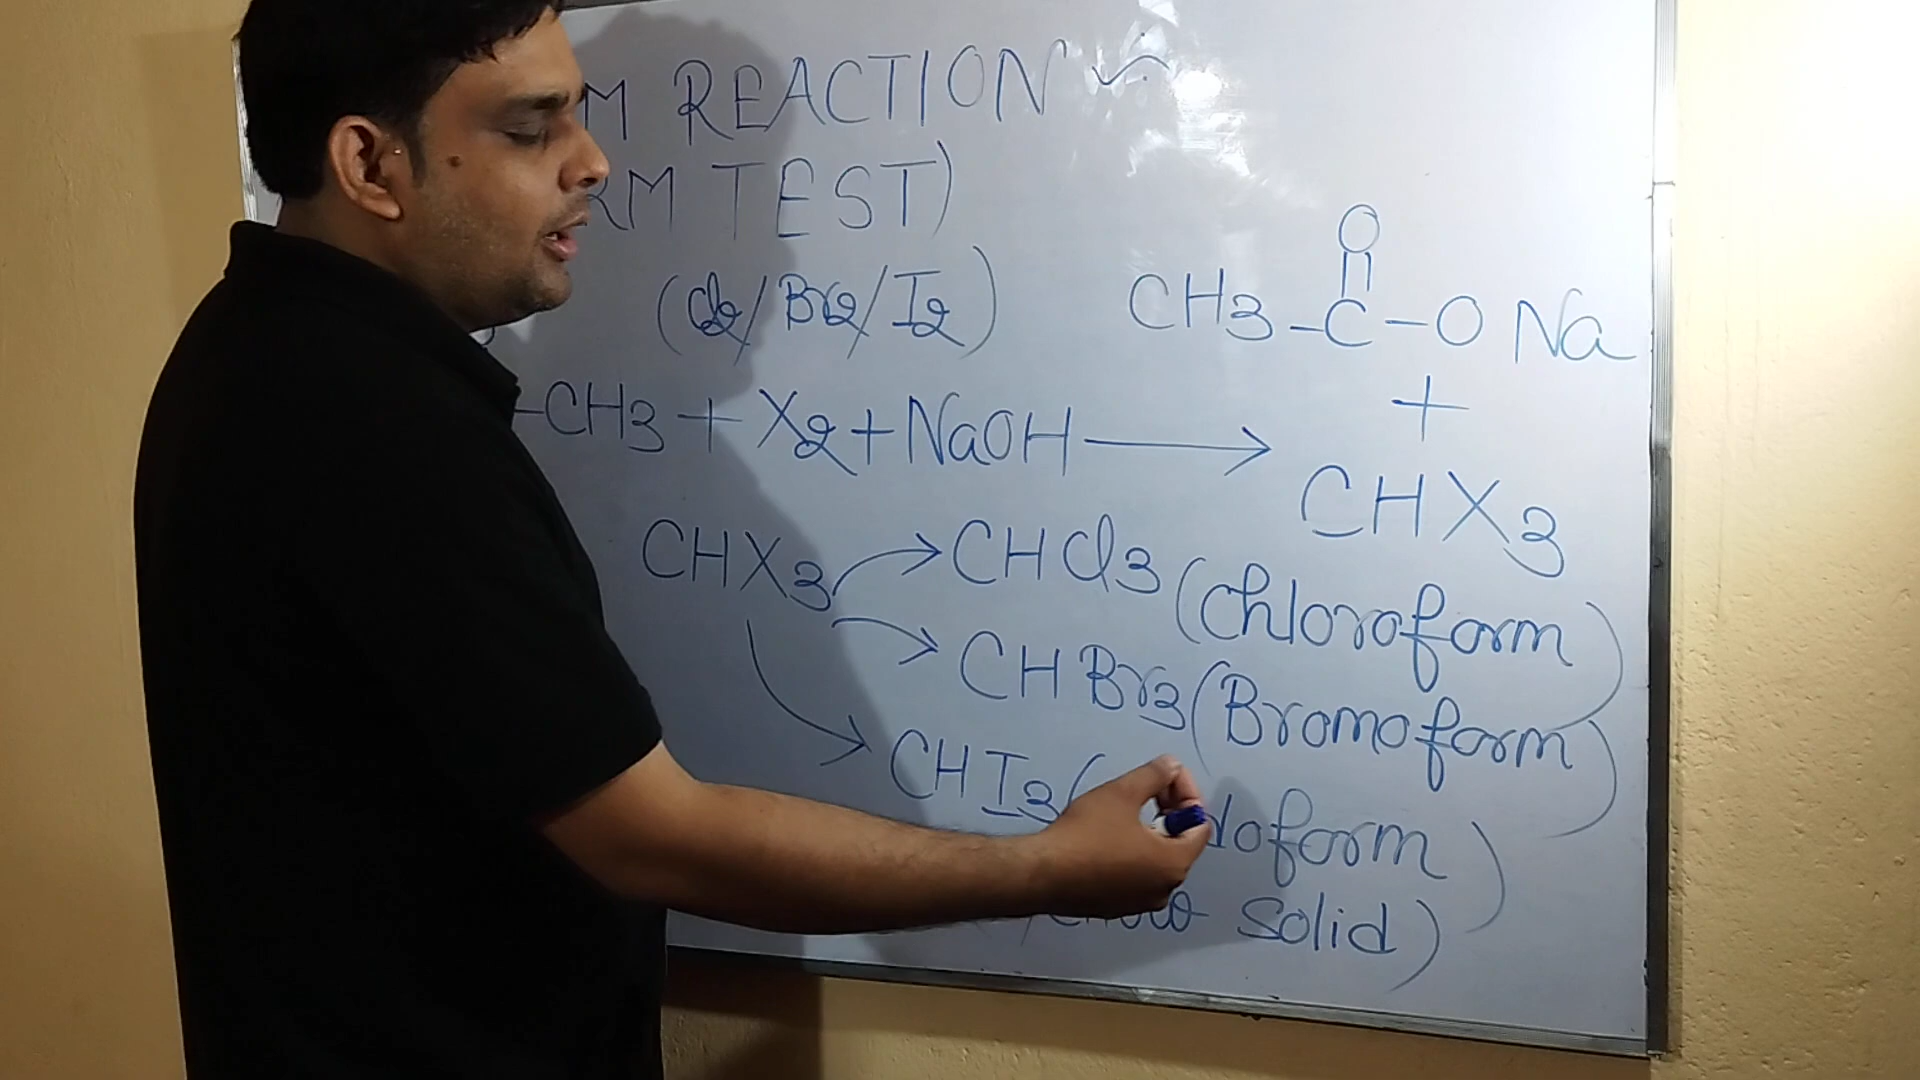 M REACTION
RM TEST)
(Cl2/Br2/I2)
-CH3 + X2 + NaOH →
O
CH3-C-O Na
+
CHX3
CHX3 → CHCl3 (Chloroform)
→ CHBr3 (Bromoform)
→ CHI3 ( doform)
solid)